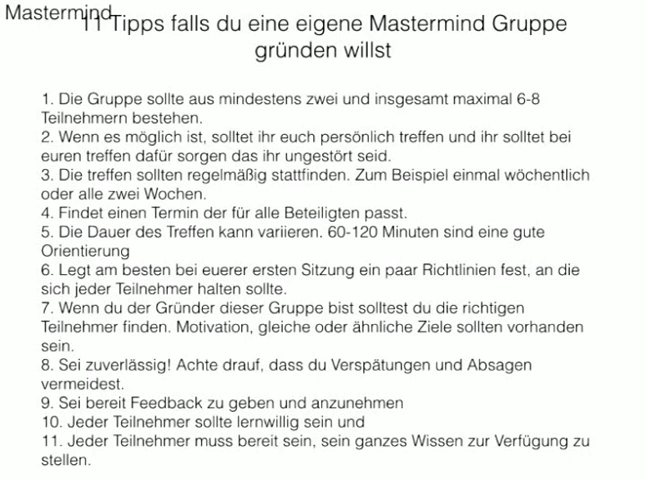 Mastermind
11 Tipps falls du eine eigene Mastermind Gruppe
gründen willst
1. Die Gruppe sollte aus mindestens zwei und insgesamt maximal 6-8
Teilnehmern bestehen.
2. Wenn es möglich ist, solltet ihr euch persönlich treffen und ihr solltet bei
euren treffen dafür sorgen das ihr ungestört seid.
3. Die treffen sollten regelmäßig stattfinden. Zum Beispiel einmal wöchentlich
oder alle zwei Wochen.
4. Findet einen Termin der für alle Beteiligten passt.
5. Die Dauer des Treffen kann variieren. 60-120 Minuten sind eine gute
Orientierung
6. Legt am besten bei euerer ersten Sitzung ein paar Richtlinien fest, an die
sich jeder Teilnehmer halten sollte.
7. Wenn du der Gründer dieser Gruppe bist solltest du die richtigen
Teilnehmer finden. Motivation, gleiche oder ähnliche Ziele sollten vorhanden
sein.
8. Sei zuverlässig! Achte drauf, dass du Verspätungen und Absagen
vermeidest.
9. Sei bereit Feedback zu geben und anzunehmen
10. Jeder Teilnehmer sollte lernwillig sein und
11. Jeder Teilnehmer muss bereit sein, sein ganzes Wissen zur Verfügung zu
stellen.